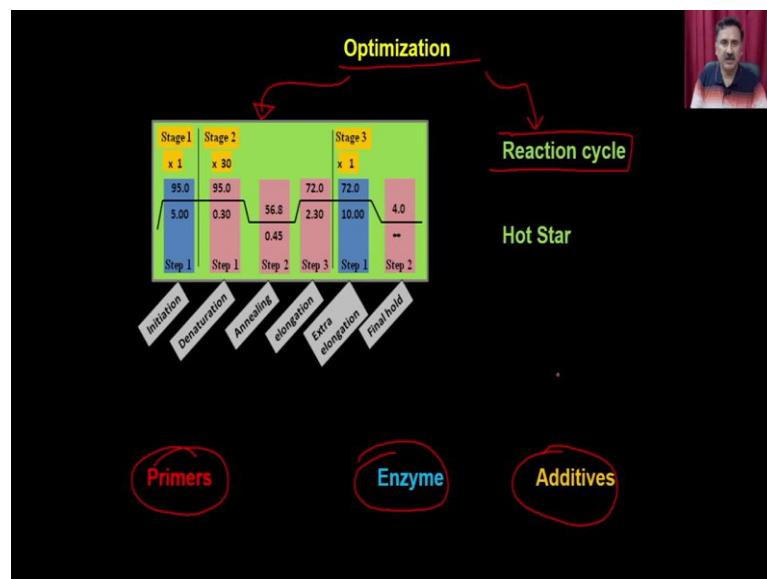 Optimization
Stage 1 Stage 2 Stage 3
x 1 x 30 x 1
95.0 95.0 72.0 72.0
5.00 0.30 56.8 2.30 10.00 4.0
0.45 ∞
Step 1 Step 1 Step 2 Step 3 Step 1 Step 2
Initiation
Denaturation
Annealing
elongation
Extra
elongation
Final hold
Reaction cycle
Hot Star
Primers Enzyme Additives